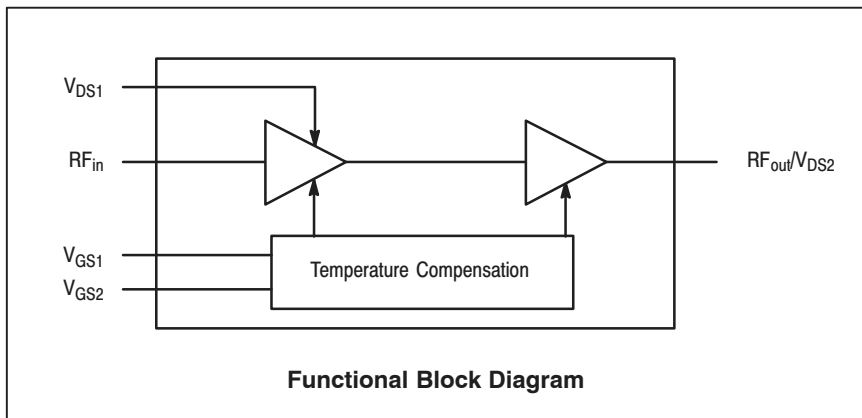 VDS1
RFin
RFout/VDS2
VGS1
Temperature Compensation
VGS2
Functional Block Diagram